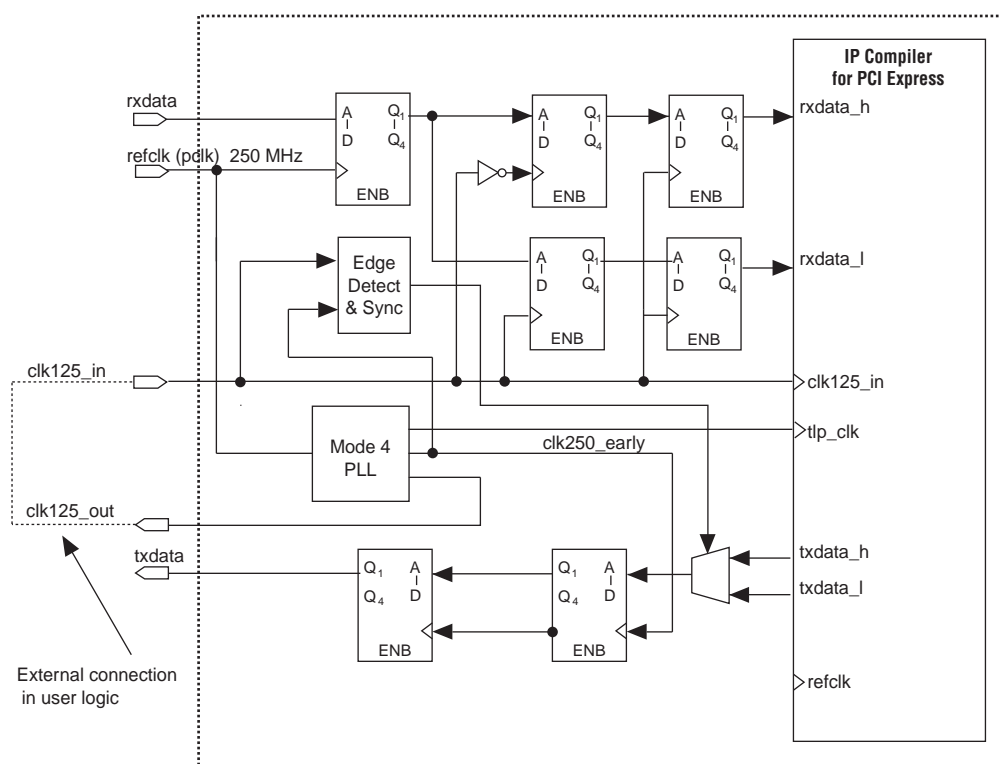 IP Compiler
for PCI Express
rxdata
A
D
Q1
Q4
ENB
A
D
Q1
Q4
ENB
A
D
Q1
Q4
ENB
rxdata_h
refclk (pclk) 250 MHz
Edge
Detect
& Sync
A
D
Q1
Q4
ENB
A
D
Q1
Q4
ENB
rxdata_l
clk125_in
clk125_in
Mode 4
PLL
clk250_early
tlp_clk
clk125_out
txdata
Q1
Q4
A
D
ENB
Q1
Q4
A
D
ENB
txdata_h
txdata_l
External connection
in user logic
refclk